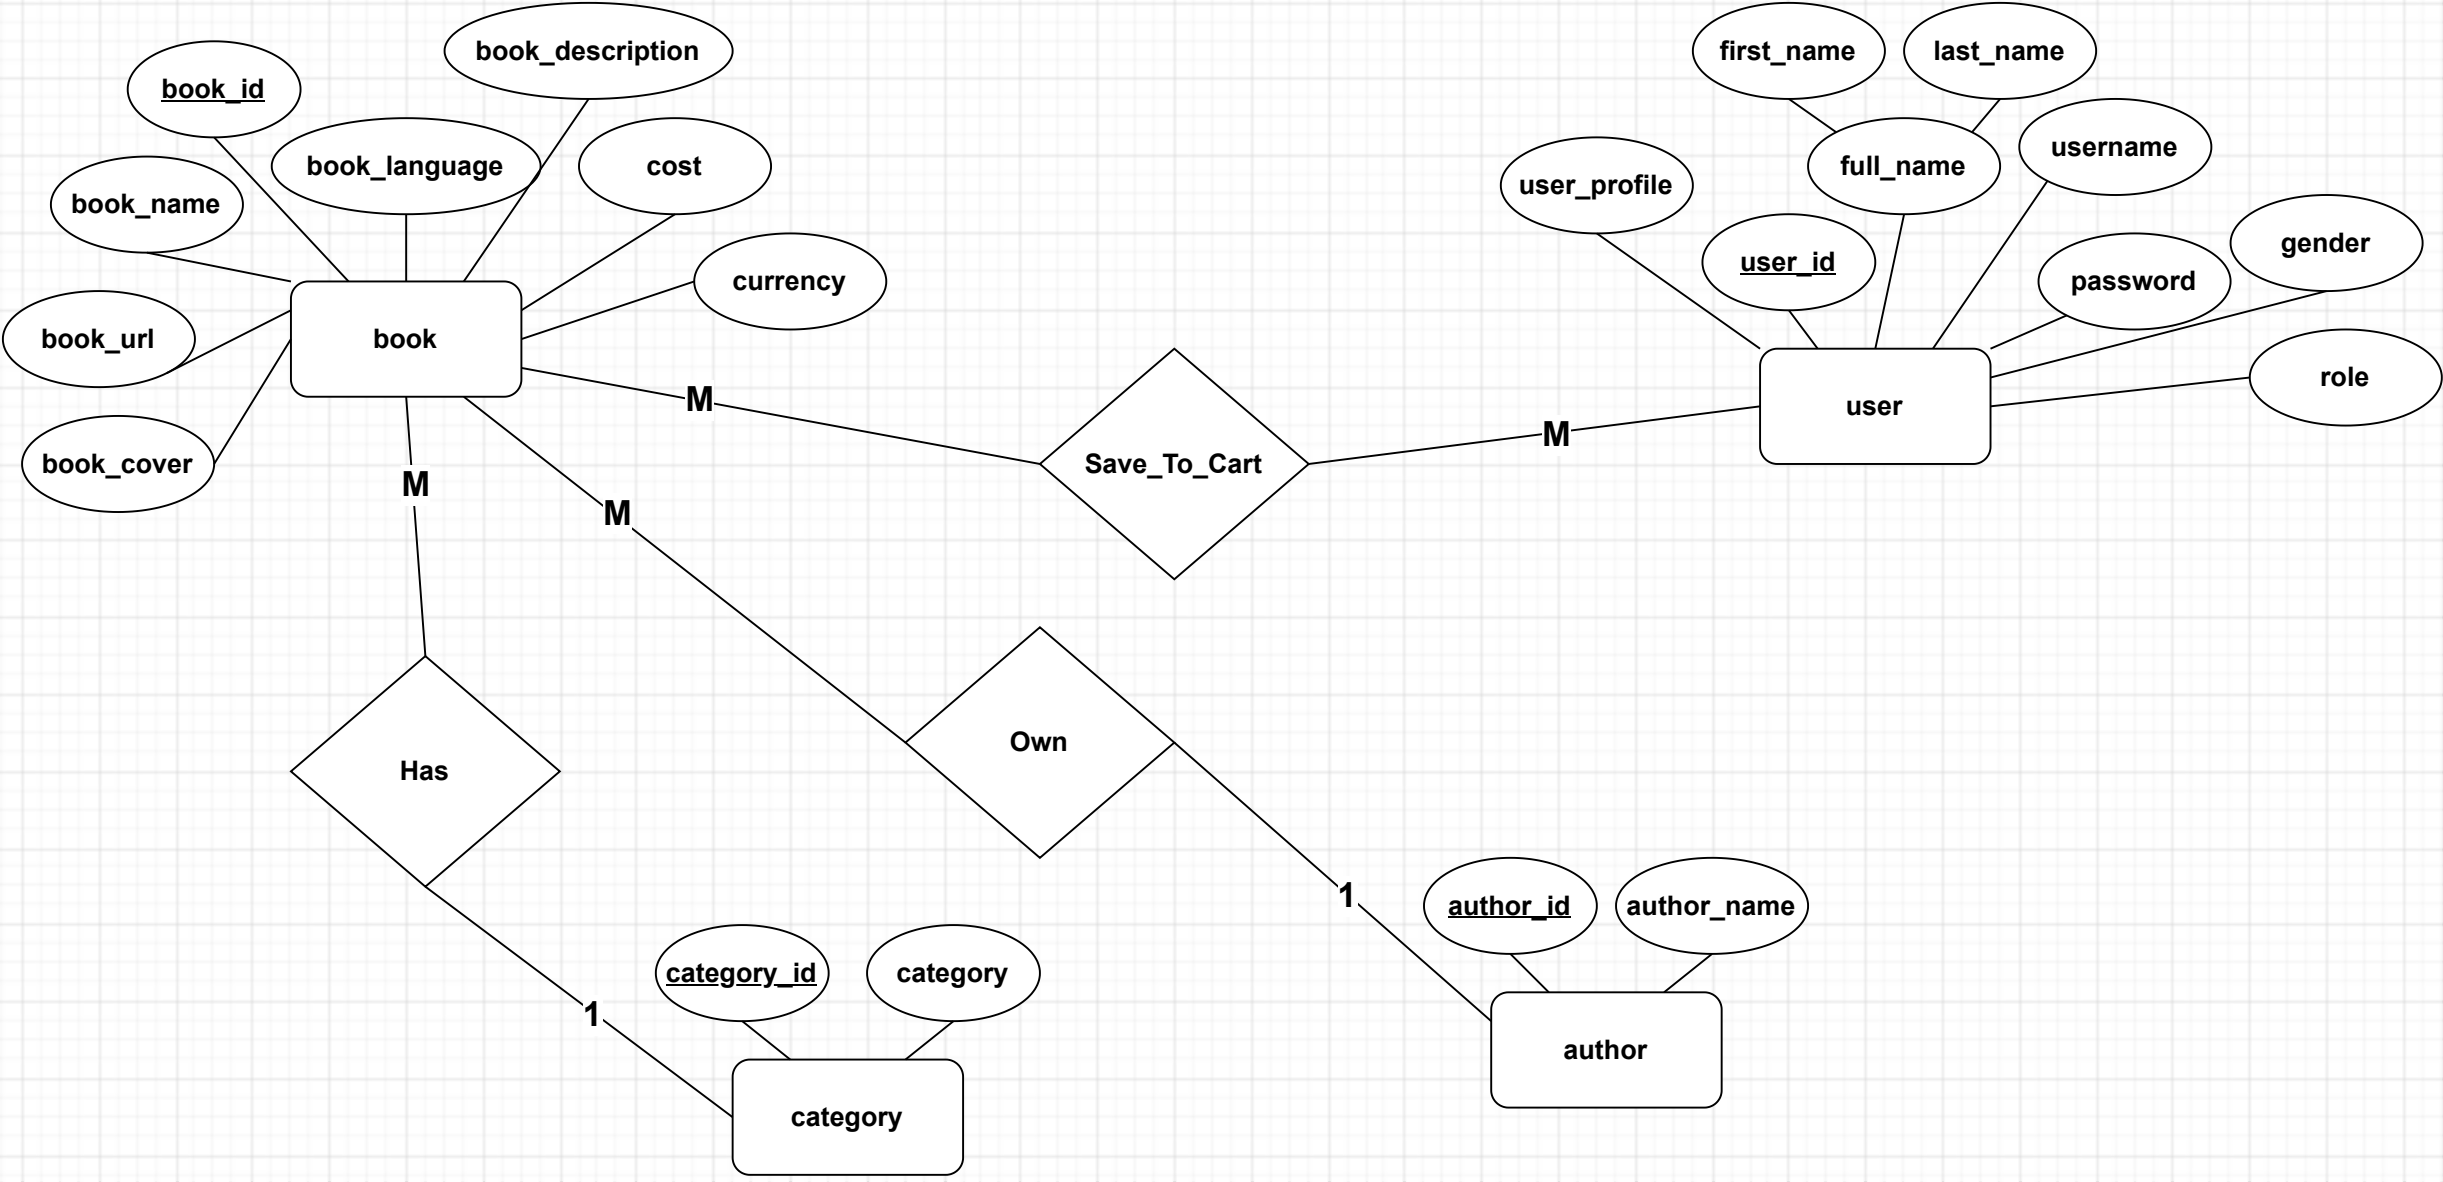 book_description
first_name
last_name
book_id
username
book_language
cost
full_name
user_profile
book_name
gender
user_id
currency
password
book_url
book
role
M
user
M
book_cover
Save_To_Cart
M
M
Own
Has
1
author_id
author_name
category_id
category
1
author
category